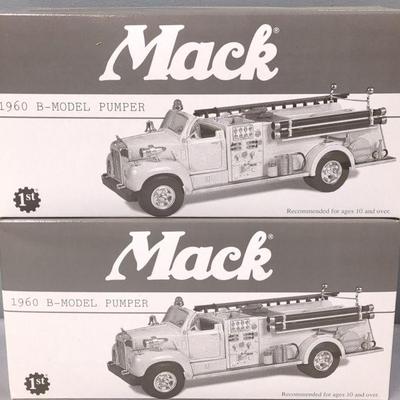 Mack®
1960 B-MODEL PUMPER
1st
Recommended for ages 10 and over.
Mack®
1960 B-MODEL PUMPER
1st
Recommended for ages 10 and over.